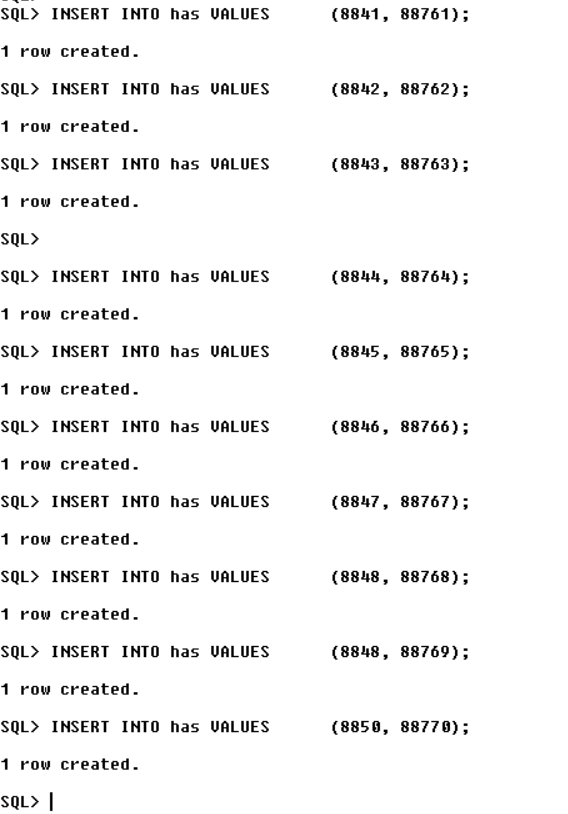 SQL> INSERT INTO has VALUES      (8841, 88761);
1 row created.
SQL> INSERT INTO has VALUES      (8842, 88762);
1 row created.
SQL> INSERT INTO has VALUES      (8843, 88763);
1 row created.
SQL>
SQL> INSERT INTO has VALUES      (8844, 88764);
1 row created.
SQL> INSERT INTO has VALUES      (8845, 88765);
1 row created.
SQL> INSERT INTO has VALUES      (8846, 88766);
1 row created.
SQL> INSERT INTO has VALUES      (8847, 88767);
1 row created.
SQL> INSERT INTO has VALUES      (8848, 88768);
1 row created.
SQL> INSERT INTO has VALUES      (8848, 88769);
1 row created.
SQL> INSERT INTO has VALUES      (8850, 88770);
1 row created.
SQL>